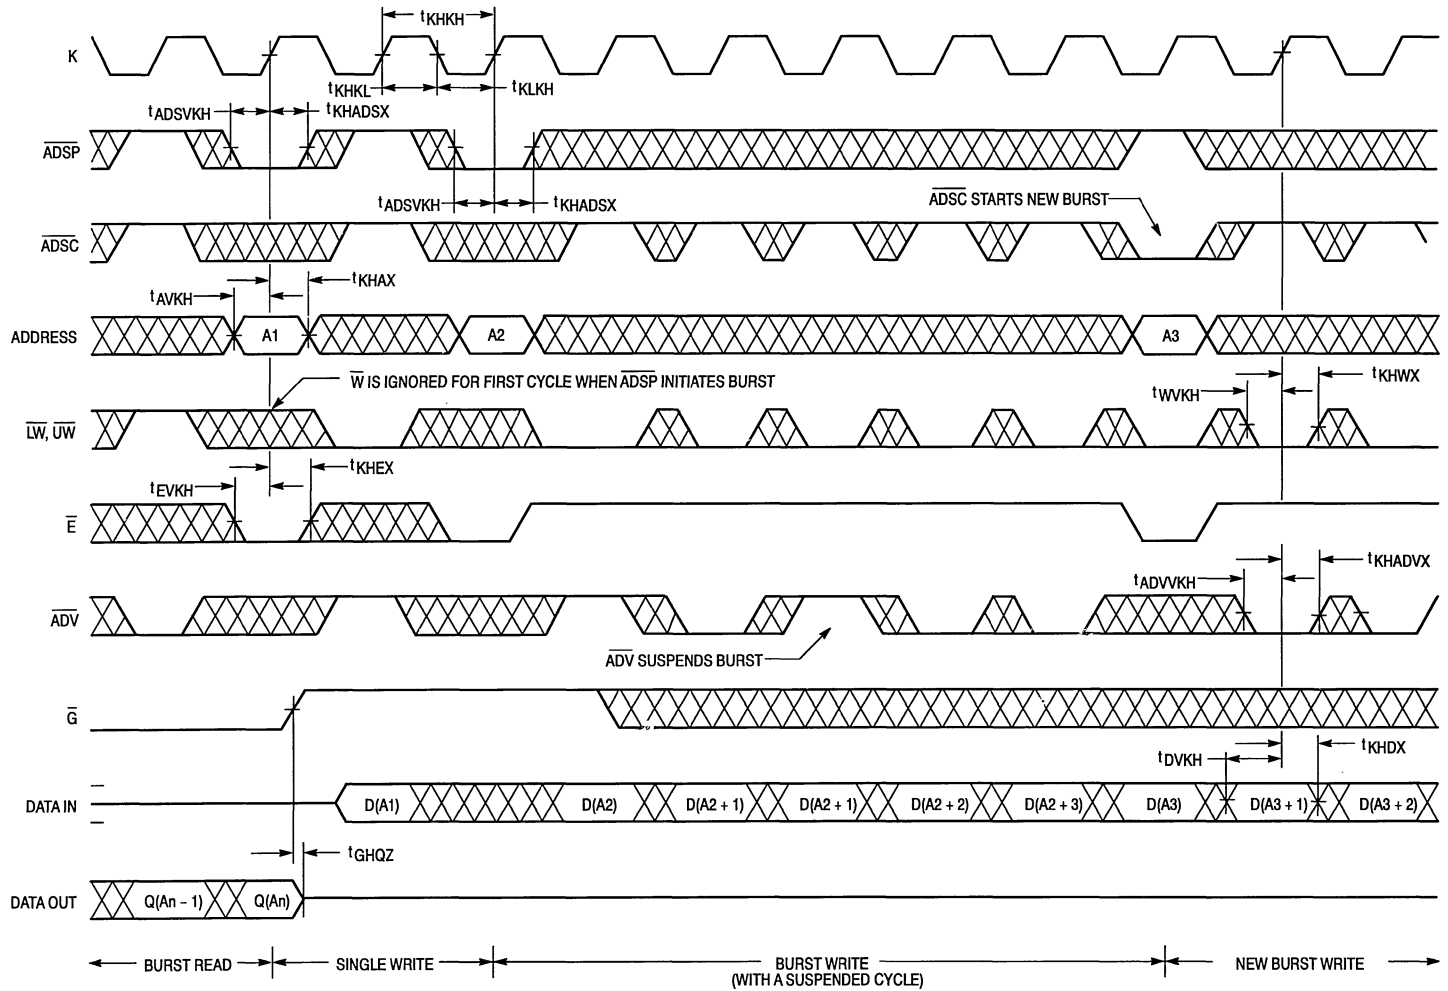 tKHKH
K
tKHKL
tKLKH
tADSVKH
tKHADSX
ADSP
tADSVKH
tKHADSX
ADSC STARTS NEW BURST
ADSC
tKHAX
tAVKH
ADDRESS
A1
A2
A3
W IS IGNORED FOR FIRST CYCLE WHEN ADSP INITIATES BURST
tKHWX
tWVKH
LW, UW
tKHEX
tEVKH
E
tKHADVX
tADVVKH
ADV
ADV SUSPENDS BURST
G
tKHDX
tDVKH
DATA IN
D(A1)
D(A2)
D(A2 + 1)
D(A2 + 1)
D(A2 + 2)
D(A2 + 3)
D(A3)
D(A3 + 1)
D(A3 + 2)
tGHQZ
DATA OUT
Q(An – 1)
Q(An)
BURST READ
SINGLE WRITE
BURST WRITE
(WITH A SUSPENDED CYCLE)
NEW BURST WRITE